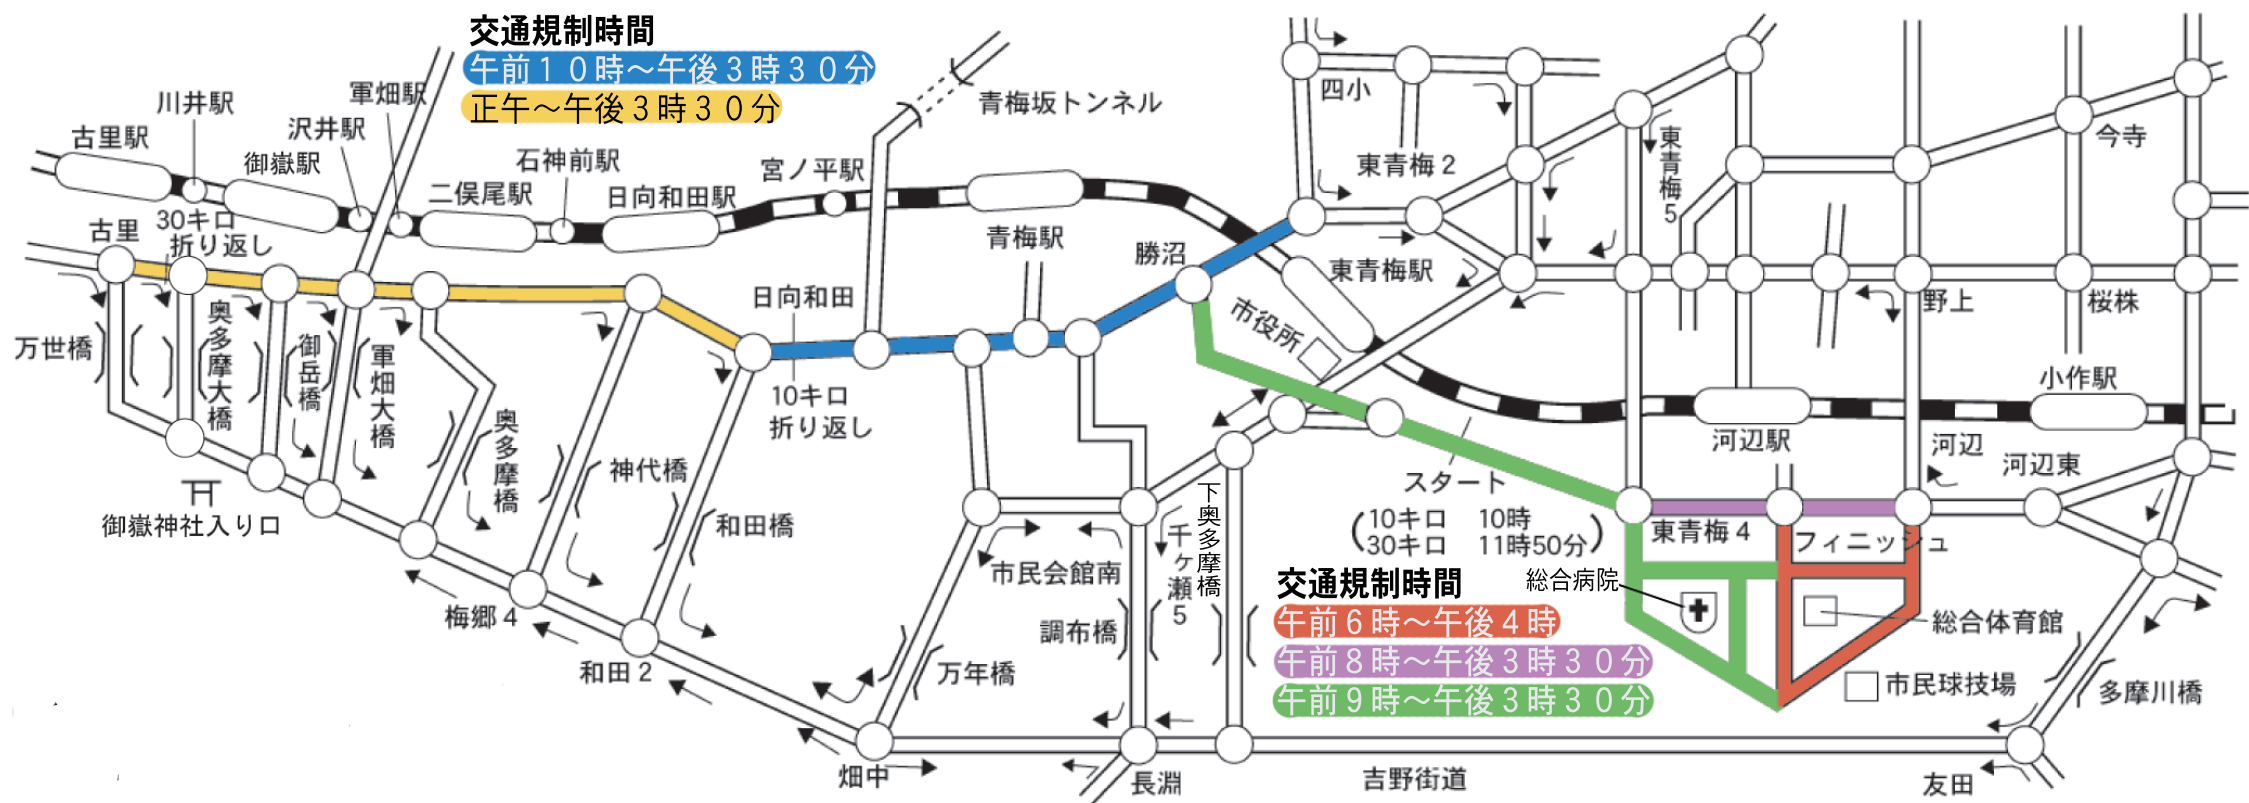 交通規制時間
午前１０時～午後３時３０分
正午～午後３時３０分
軍畑駅
川井駅
沢井駅
古里駅
御嶽駅
石神前駅
二俣尾駅
日向和田駅
宮ノ平駅
青梅坂トンネル
四小
東青梅２
東青梅５
今寺
30キロ
折り返し
古里
青梅駅
勝沼
東青梅駅
市役所
野上
桜株
日向和田
10キロ
折り返し
万世橋
奥多摩大橋
御岳橋
軍畑大橋
奥多摩橋
神代橋
和田橋
小作駅
河辺駅
河辺
河辺東
スタート
10キロ 10時
30キロ 11時50分
東青梅４
フィニッシュ
御嶽神社入り口
下奥多摩橋
千ヶ瀬５
市民会館南
調布橋
万年橋
梅郷４
和田２
交通規制時間
午前６時～午後４時
午前８時～午後３時３０分
午前９時～午後３時３０分
総合病院
総合体育館
市民球技場
多摩川橋
畑中
長淵
吉野街道
友田